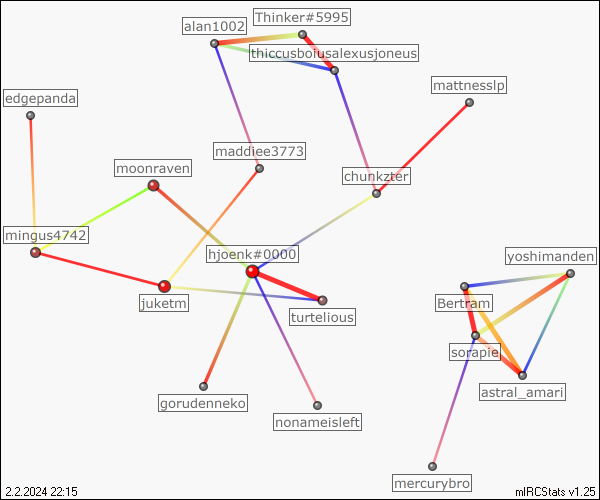 Thinker#5995
alan1002
thiccusbolusalexusjoneus
mattnesslp
edgepanda
maddiee3773
moonraven
chunkzter
mingus4742
hjoenk#0000
yoshimanden
juketm
Bertram
turtelious
sorapie
astral_amari
gorudenneko
nonameisleft
mercurybro
2.2.2024 22:15
mIRCStats v1.25